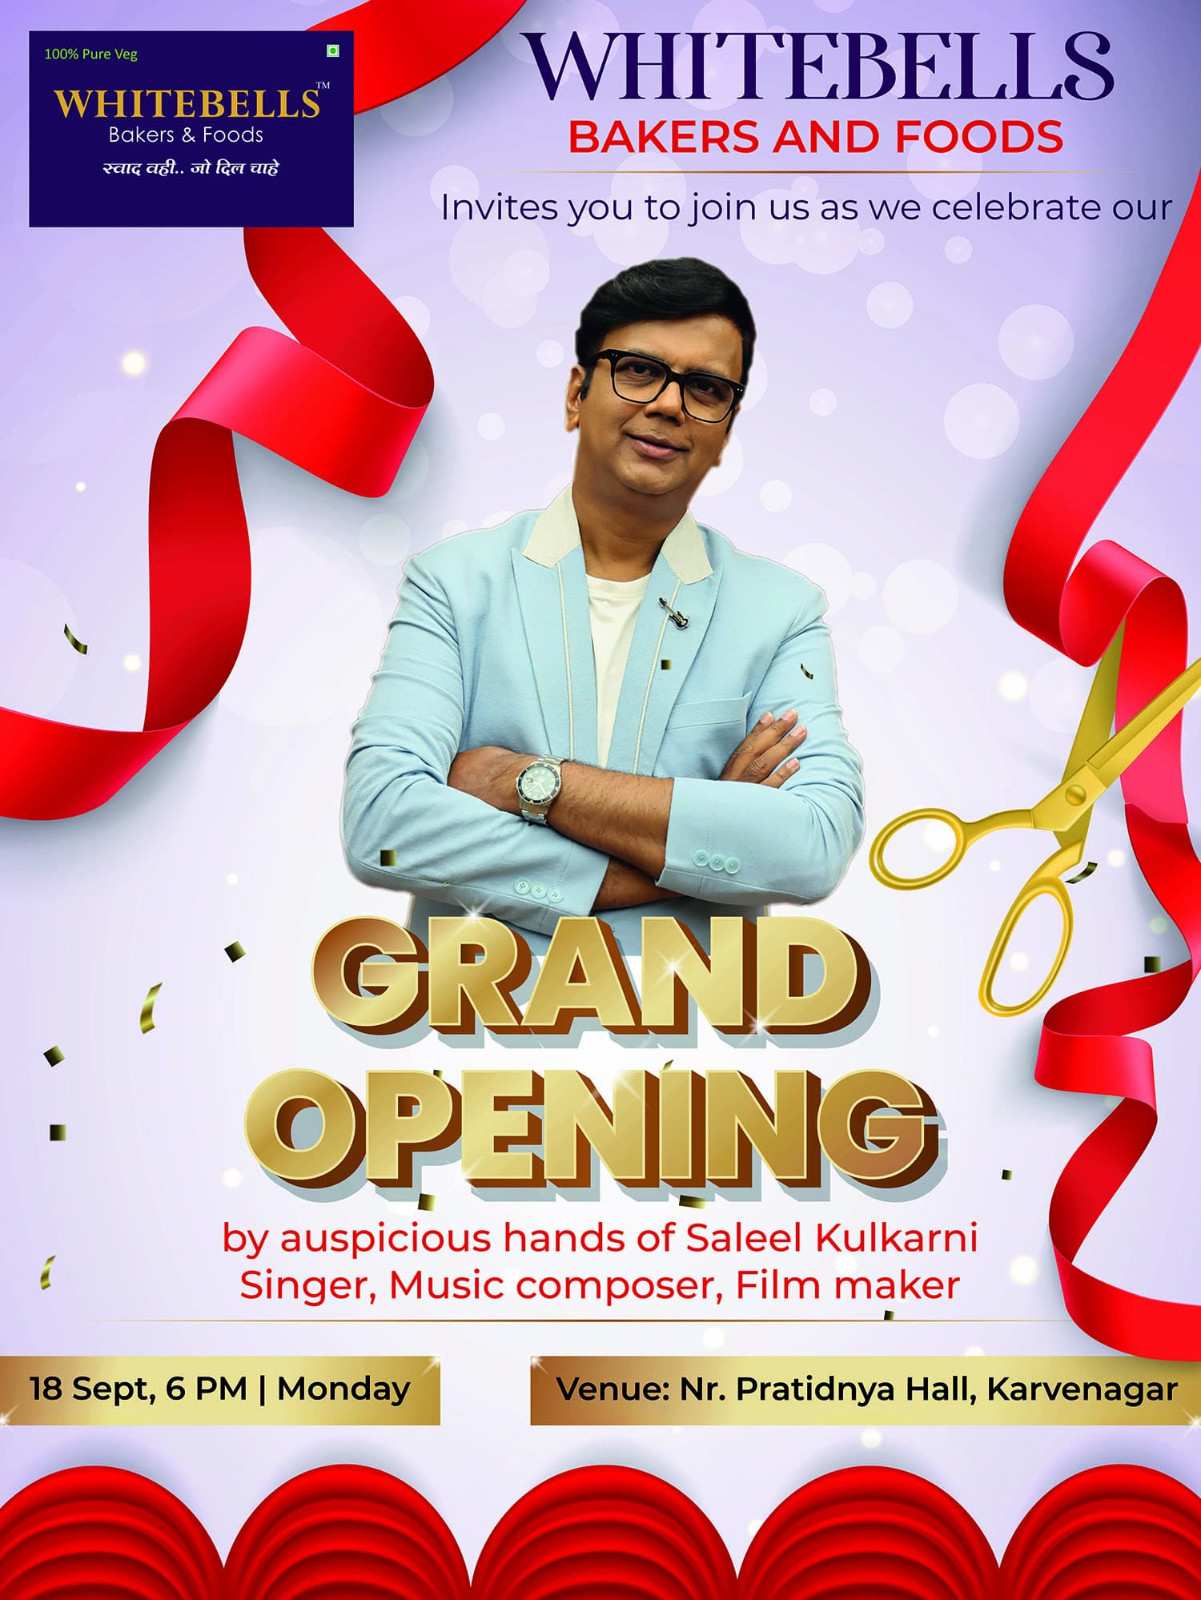 100% Pure Veg
WHITEBELLS™
Bakers & Foods
स्वाद वही.. जो दिल चाहे
WHITEBELLS
BAKERS AND FOODS
Invites you to join us as we celebrate our
GRAND
OPENING
by auspicious hands of Saleel Kulkarni
Singer, Music composer, Film maker
18 Sept, 6 PM | Monday
Venue: Nr. Pratidnya Hall, Karvenagar